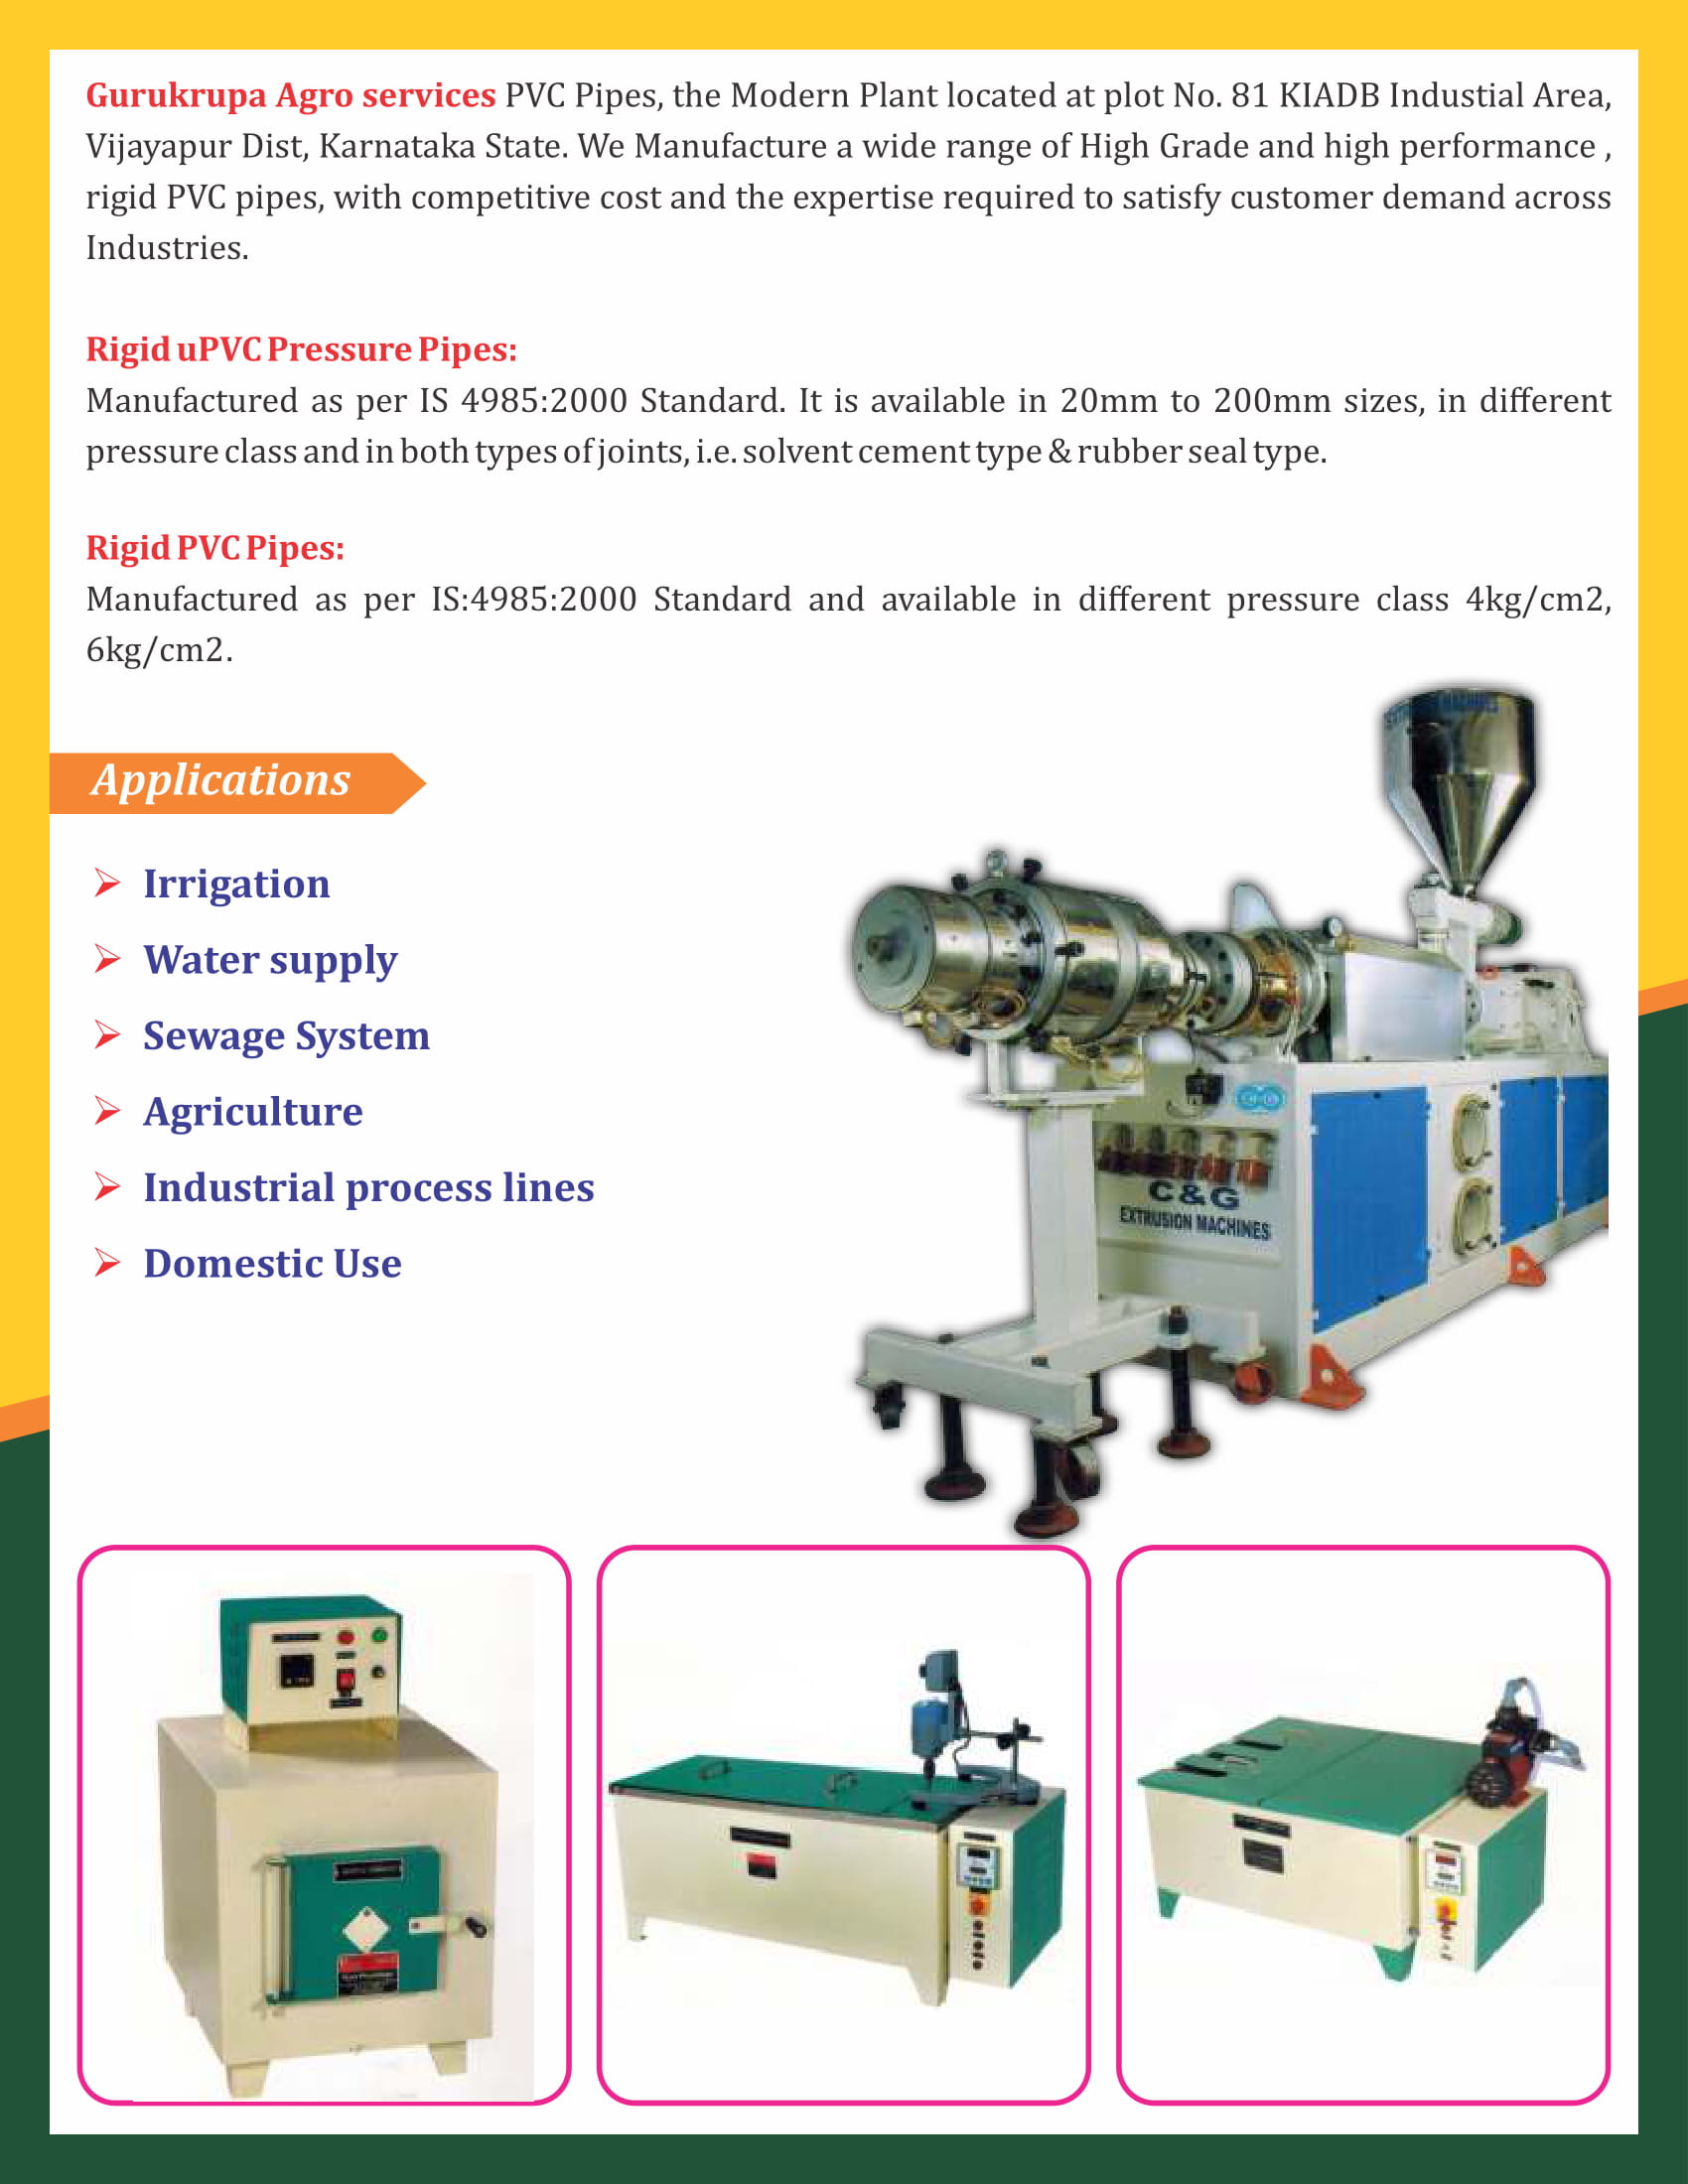 Gurukrupa Agro services PVC Pipes, the Modern Plant located at plot No. 81 KIADB Industial Area,
Vijayapur Dist, Karnataka State. We Manufacture a wide range of High Grade and high performance ,
rigid PVC pipes, with competitive cost and the expertise required to satisfy customer demand across
Industries.
Rigid uPVC Pressure Pipes:
Manufactured as per IS 4985:2000 Standard. It is available in 20mm to 200mm sizes, in different
pressure class and in both types of joints, i.e. solvent cement type & rubber seal type.
Rigid PVC Pipes:
Manufactured as per IS:4985:2000 Standard and available in different pressure class 4kg/cm2,
6kg/cm2.
Applications
Irrigation
Water supply
Sewage System
Agriculture
Industrial process lines
Domestic Use
C&G
EXTRUSION MACHINES